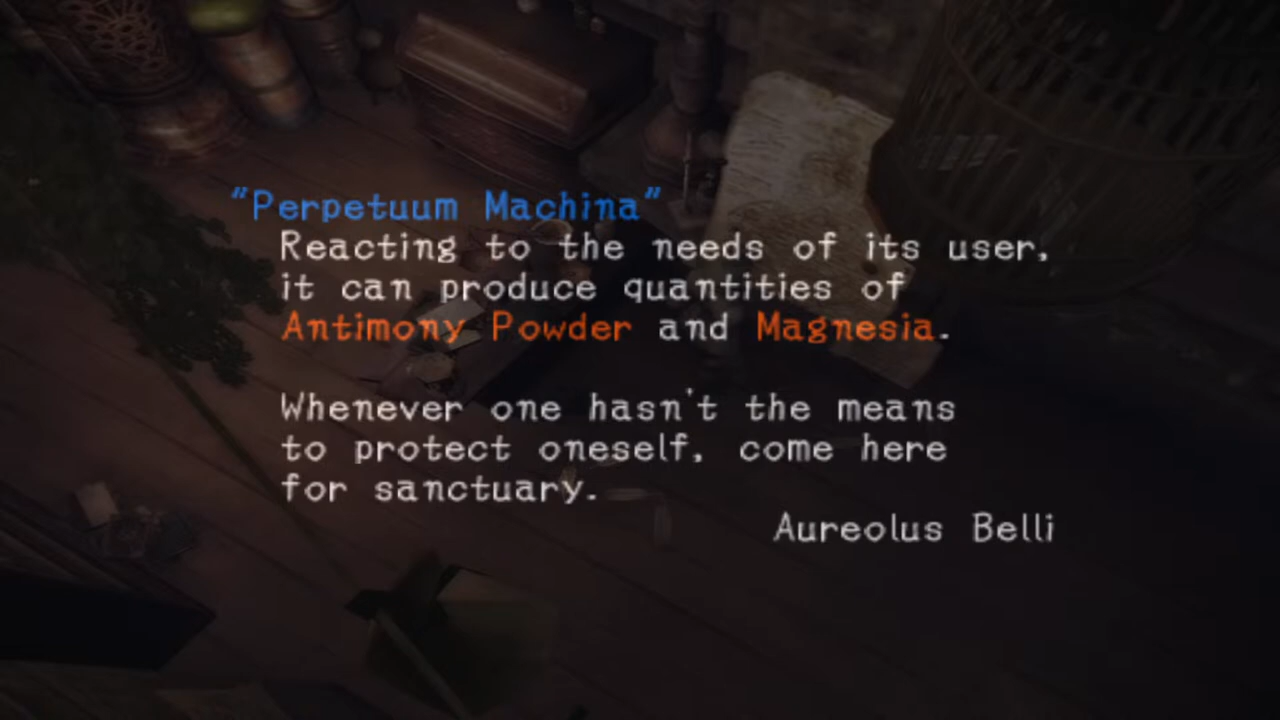 "Perpetuum Machina"
Reacting to the needs of its user,
it can produce quantities of
Antimony Powder and Magnesia.
Whenever one hasn't the means
to protect oneself, come here
for sanctuary.
Aureolus Belli